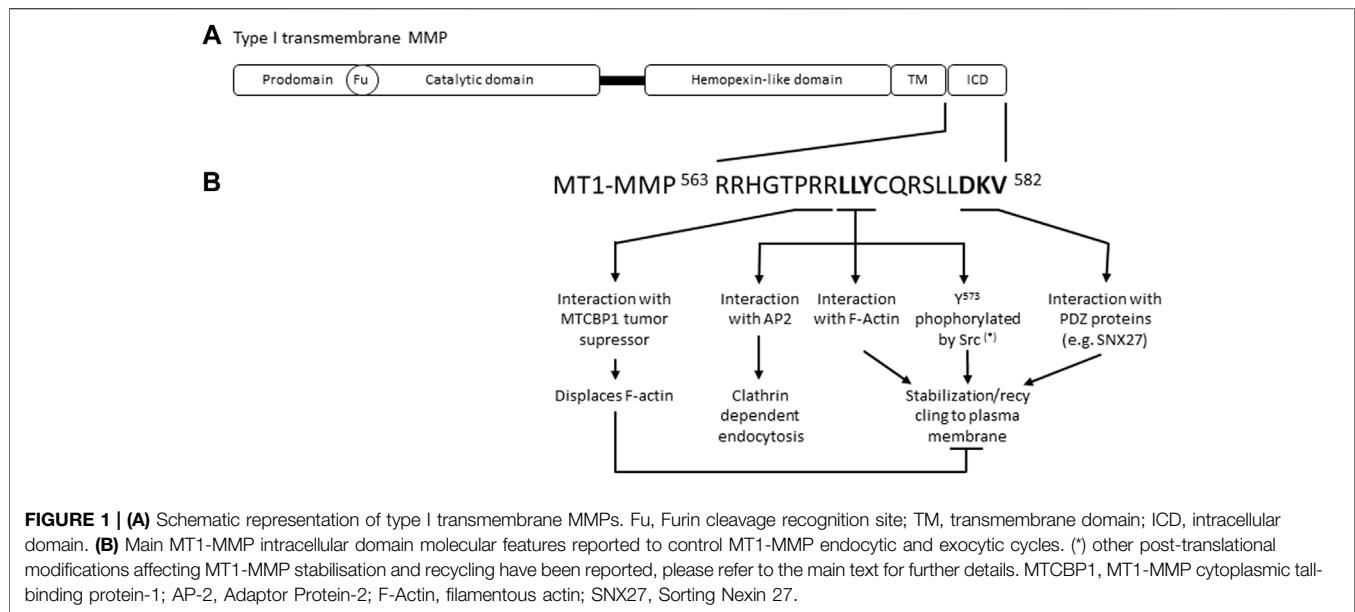 A Type I transmembrane MMP
Prodomain Fu Catalytic domain Hemopexin-like domain TM ICD
B MT1-MMP 563 RRHGTPRRLLYCQRSLLDKV 582
Interaction with
MTCBP1 tumor
supressor
Interaction
with AP2
Interaction
with F-Actin
Y573
phophorylated
by Src (*)
Interaction with
PDZ proteins
(e.g. SNX27)
Displaces F-actin
Clathrin
dependent
endocytosis
Stabilization/recy
cling to plasma
membrane
FIGURE 1 | (A) Schematic representation of type I transmembrane MMPs. Fu, Furin cleavage recognition site; TM, transmembrane domain; ICD, intracellular
domain. (B) Main MT1-MMP intracellular domain molecular features reported to control MT1-MMP endocytic and exocytic cycles. (*) other post-translational
modifications affecting MT1-MMP stabilisation and recycling have been reported, please refer to the main text for further details. MTCBP1, MT1-MMP cytoplasmic tall-
binding protein-1; AP-2, Adaptor Protein-2; F-Actin, filamentous actin; SNX27, Sorting Nexin 27.